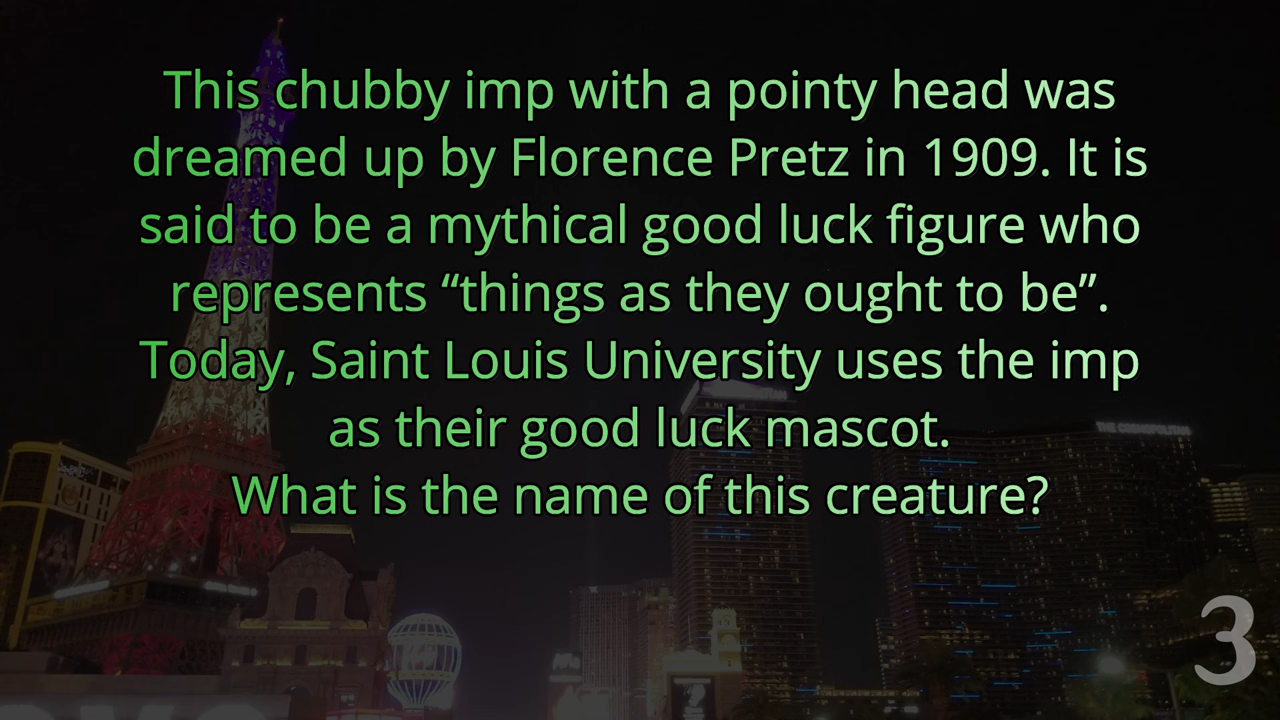 This chubby imp with a pointy head was
dreamed up by Florence Pretz in 1909. It is
said to be a mythical good luck figure who
represents “things as they ought to be”.
Today, Saint Louis University uses the imp
as their good luck mascot.
What is the name of this creature?
THE COSMOPOLITAN
3